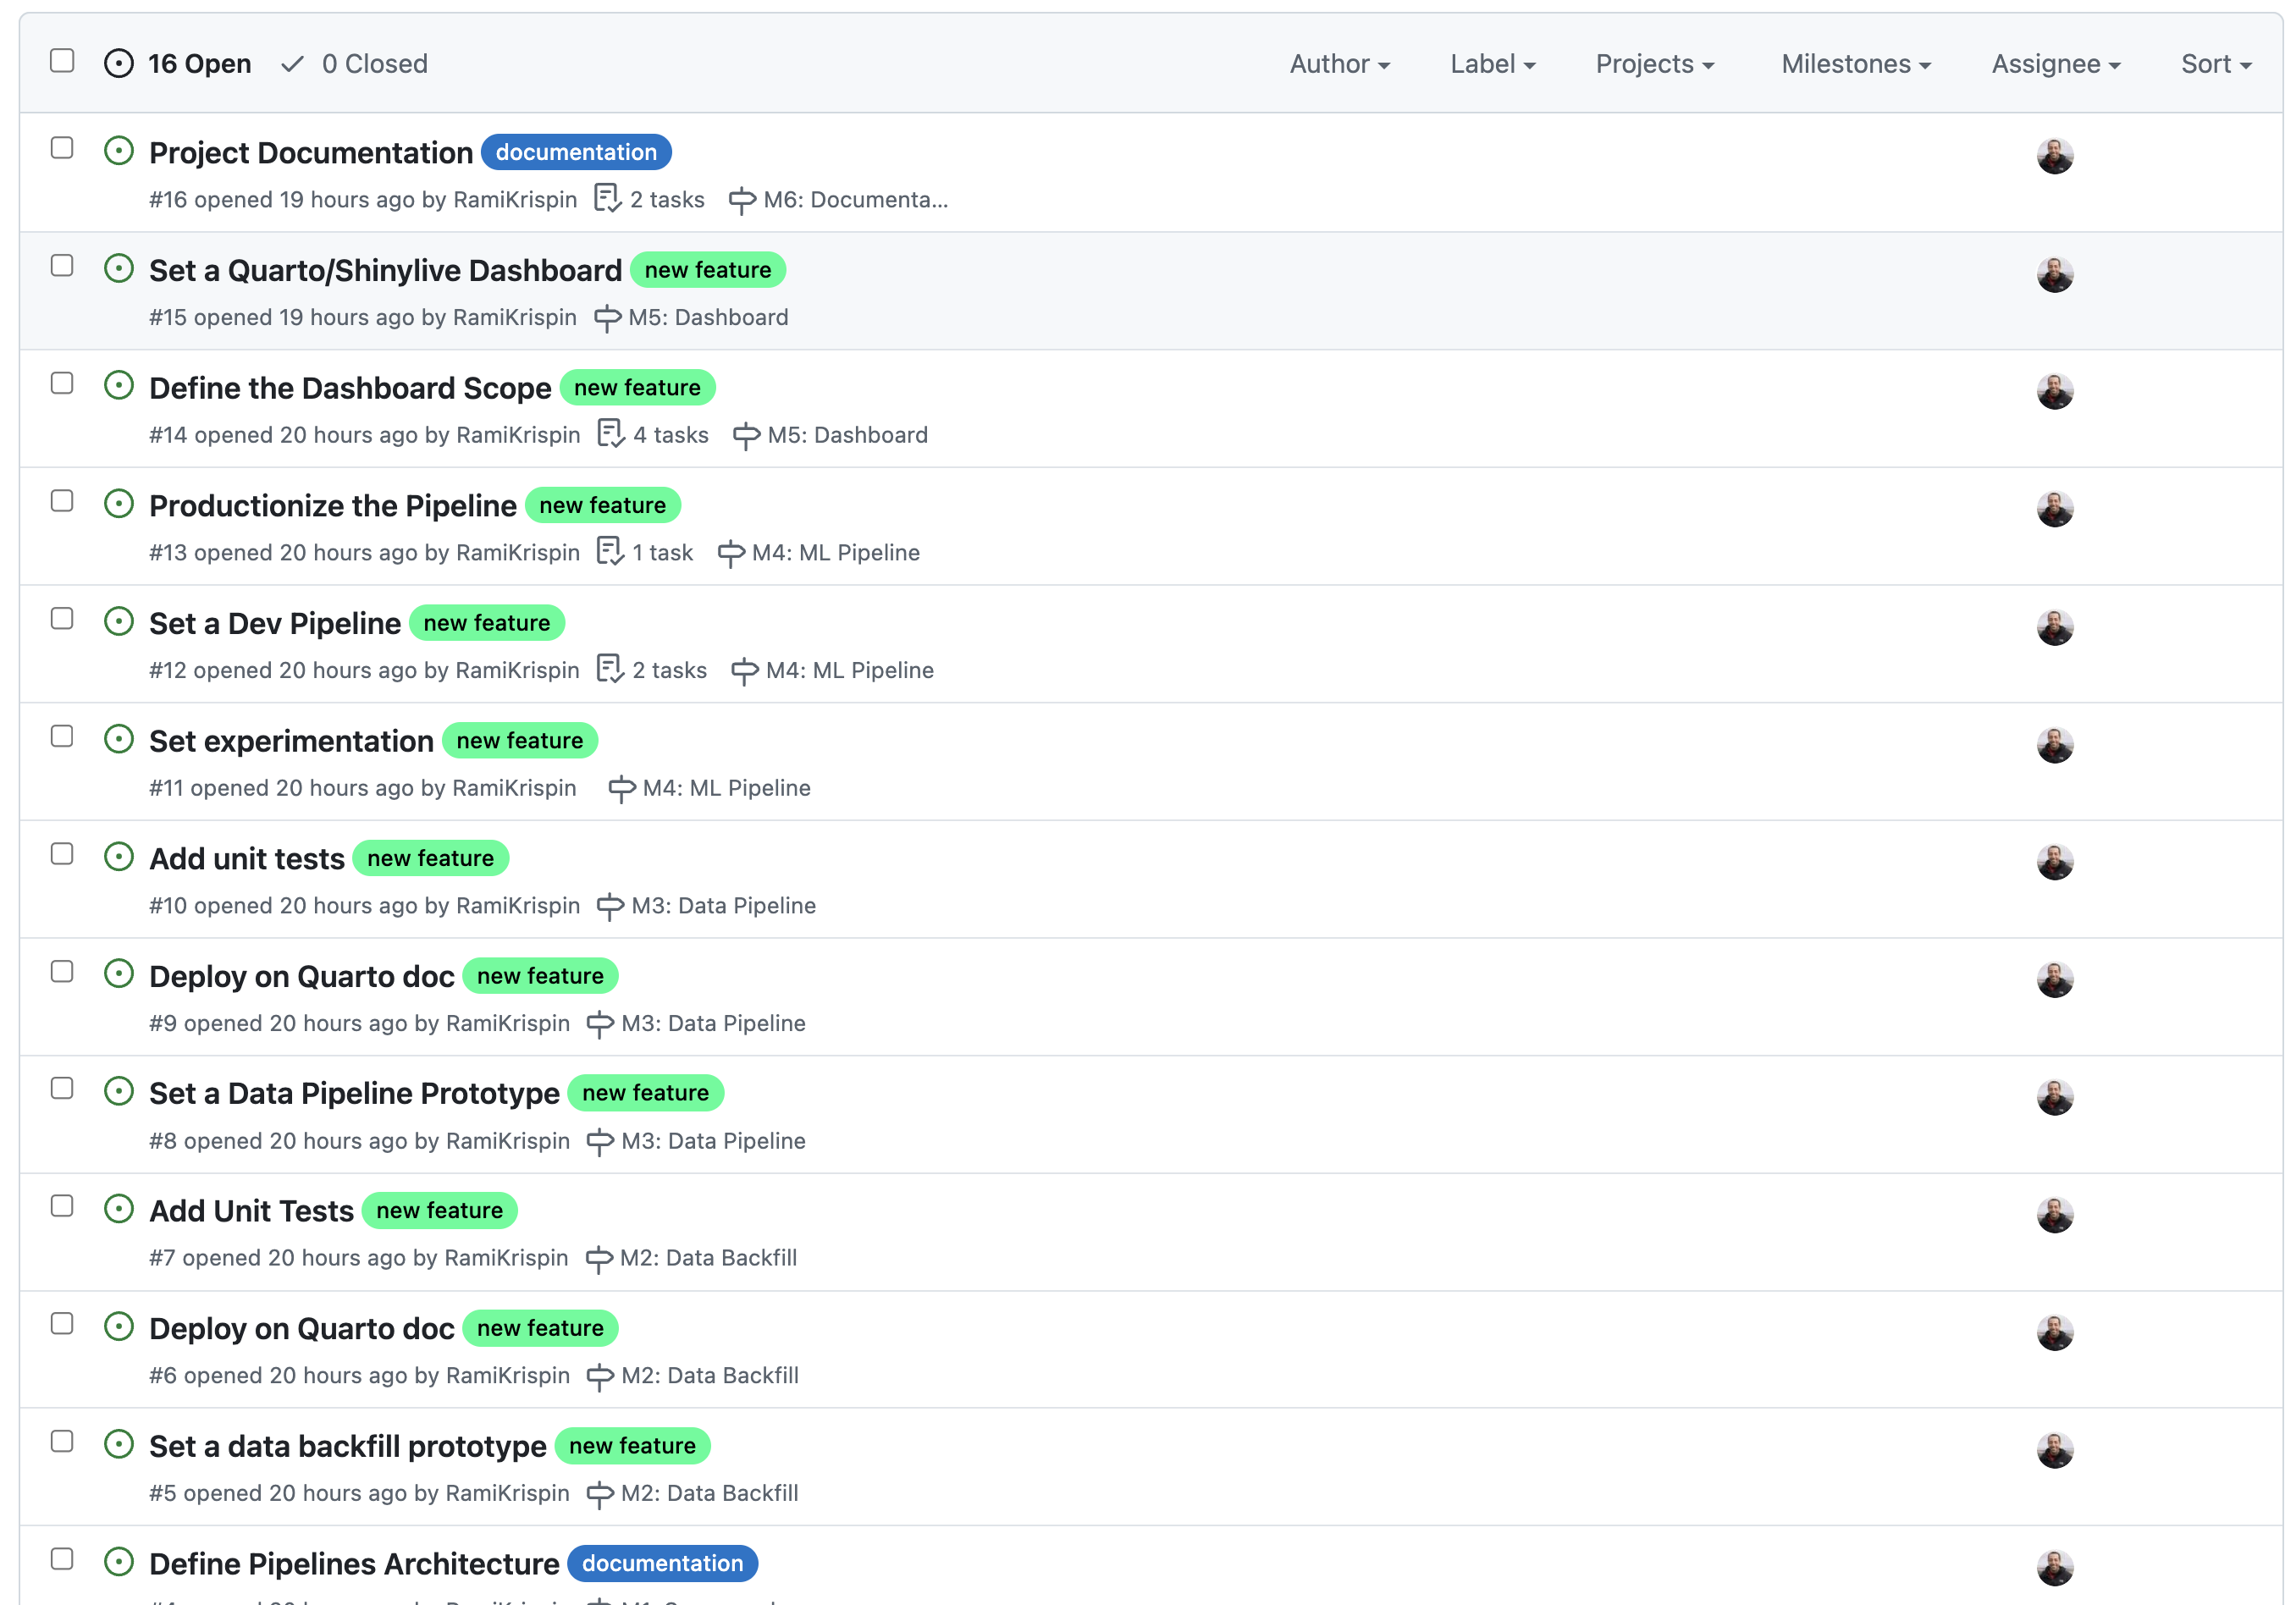 16 Open 0 Closed Author Label Projects Milestones Assignee Sort
Project Documentation documentation
#16 opened 19 hours ago by RamiKrispin 2 tasks M6: Documenta...
Set a Quarto/Shinylive Dashboard new feature
#15 opened 19 hours ago by RamiKrispin M5: Dashboard
Define the Dashboard Scope new feature
#14 opened 20 hours ago by RamiKrispin 4 tasks M5: Dashboard
Productionize the Pipeline new feature
#13 opened 20 hours ago by RamiKrispin 1 task M4: ML Pipeline
Set a Dev Pipeline new feature
#12 opened 20 hours ago by RamiKrispin 2 tasks M4: ML Pipeline
Set experimentation new feature
#11 opened 20 hours ago by RamiKrispin M4: ML Pipeline
Add unit tests new feature
#10 opened 20 hours ago by RamiKrispin M3: Data Pipeline
Deploy on Quarto doc new feature
#9 opened 20 hours ago by RamiKrispin M3: Data Pipeline
Set a Data Pipeline Prototype new feature
#8 opened 20 hours ago by RamiKrispin M3: Data Pipeline
Add Unit Tests new feature
#7 opened 20 hours ago by RamiKrispin M2: Data Backfill
Deploy on Quarto doc new feature
#6 opened 20 hours ago by RamiKrispin M2: Data Backfill
Set a data backfill prototype new feature
#5 opened 20 hours ago by RamiKrispin M2: Data Backfill
Define Pipelines Architecture documentation